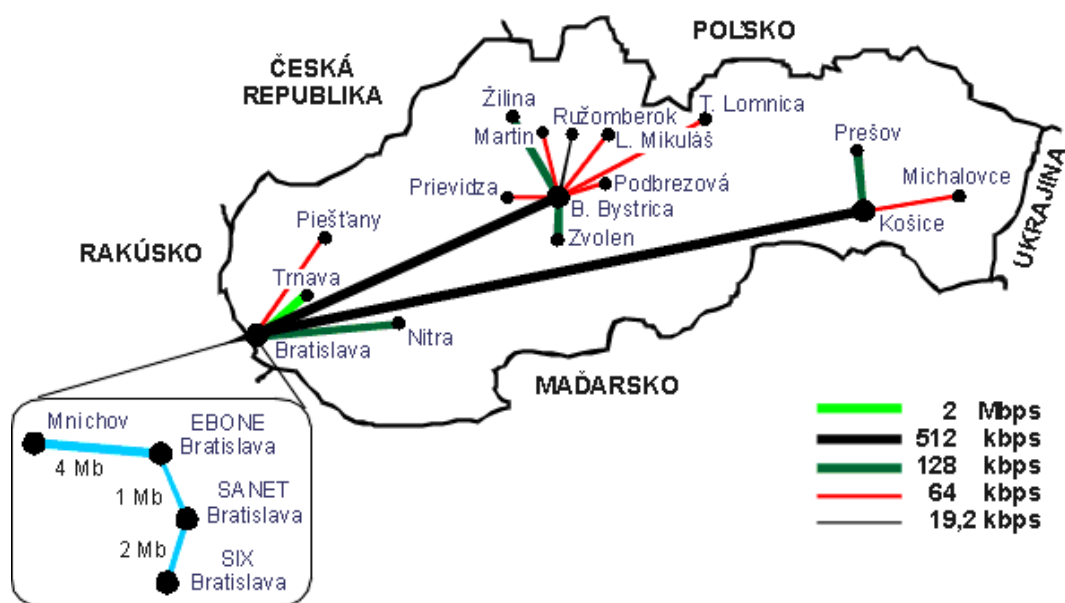 POĽSKO
ČESKÁ
REPUBLIKA
Žilina
Ružomberok
T. Lomnica
Martin
L. Mikuláš
Prešov
Prievidza
Podbrezová
Michalovce
B. Bystrica
Piešťany
Košice
UKRAJINA
Zvolen
RAKÚSKO
Trnava
Nitra
Bratislava
MAĎARSKO
Mnichov
EBONE
Bratislava
4 Mb
1 Mb
SANET
Bratislava
2 Mb
SIX
Bratislava
2 Mbps
512 kbps
128 kbps
64 kbps
19,2 kbps